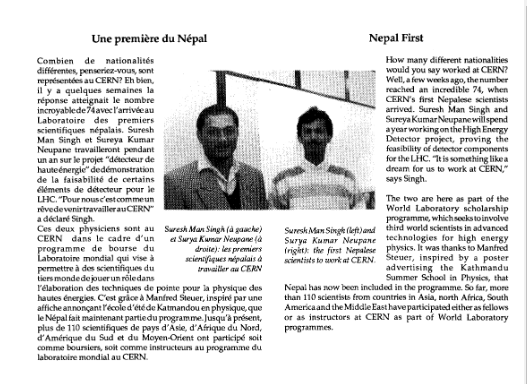 Une première du Népal
Combien de nationalités
différentes, penseriez-vous, sont
représentées au CERN? Eh bien,
il y a quelques semaines la
réponse atteignait le nombre
incroyable de 74 avec l'arrivée au
Laboratoire des premiers
scientifiques népalais. Suresh
Man Singh et Sureya Kumar
Neupane travailleront pendant
un an sur le projet "détecteur de
haute énergie" de démonstration
de la faisabilité de certains
éléments de détecteur pour le
LHC. "Pour nous c'est comme un
rêve de venir travailler au CERN"
a déclaré Singh.
Ces deux physiciens sont au
CERN dans le cadre d'un
programme de bourse du
Laboratoire mondial qui vise à
permettre à des scientifiques du
tiers monde de jouer un rôle dans
l'élaboration des techniques de pointe pour la physique des
hautes énergies. C'est grâce à Manfred Steuer, inspiré par une
affiche annonçant l'école d'été de Katmandou en physique, que
le Népal fait maintenant partie du programme. Jusqu'à présent,
plus de 110 scientifiques de pays d'Asie, d'Afrique du Nord,
d'Amérique du Sud et du Moyen-Orient ont participé soit
comme boursiers, soit comme instructeurs au programme du
laboratoire mondial au CERN.
Suresh Man Singh (à gauche)
et Surya Kumar Neupane (à
droite): les premiers
scientifiques népalais à
travailler au CERN
Nepal First
How many different nationalities
would you say worked at CERN?
Well, a few weeks ago, the number
reached an incredible 74, when
CERN's first Nepalese scientists
arrived. Suresh Man Singh and
Sureya Kumar Neupane will spend
a year working on the High Energy
Detector project, proving the
feasibility of detector components
for the LHC. "It is something like a
dream for us to work at CERN,"
says Singh.
The two are here as part of the
World Laboratory scholarship
programme, which seeks to involve
third world scientists in advanced
technologies for high energy
physics. It was thanks to Manfred
Steuer, inspired by a poster
advertising the Kathmandu
Summer School in Physics, that
Nepal has now been included in the programme. So far, more
than 110 scientists from countries in Asia, north Africa, South
America and the Middle East have participated either as fellows
or as instructors at CERN as part of World Laboratory
programmes.
Suresh Man Singh (left) and
Surya Kumar Neupane
(right): the first Nepalese
scientists to work at CERN.